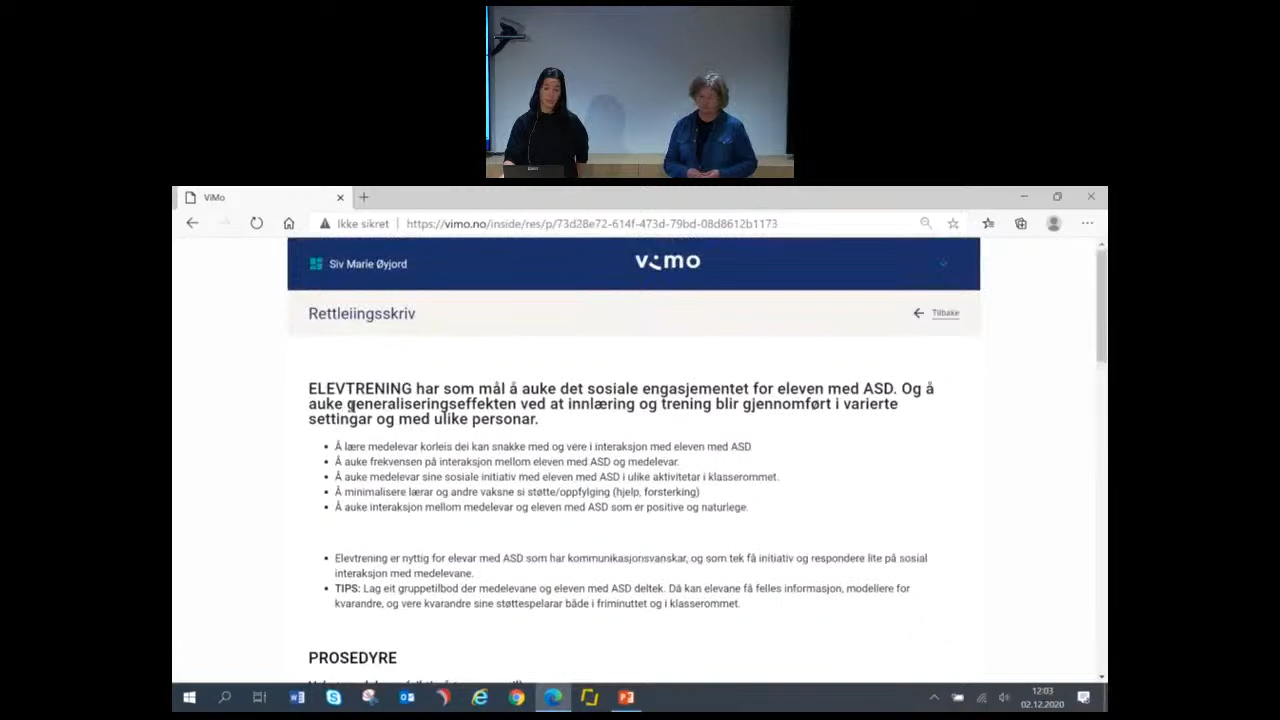 ViMo
Ikke sikret
https://vimo.no/inside/res/p/73d28e72-614f-473d-79bd-08d8612b1173
Siv Marie Øyjord
vimo
Rettleiingsskriv
Tilbake
ELEVTRENING har som mål å auke det sosiale engasjementet for eleven med ASD. Og å
auke generaliseringseffekten ved at innlæring og trening blir gjennomført i varierte
settingar og med ulike personar.
Å lære medelevar korleis dei kan snakke med og vere i interaksjon med eleven med ASD
Å auke frekvensen på interaksjon mellom eleven med ASD og medelevar.
Å auke medelevar sine sosiale initiativ med eleven med ASD i ulike aktivitetar i klasserommet.
Å minimalisere lærar og andre vaksne si støtte/oppfylging (hjelp, forsterking)
Å auke interaksjon mellom medelevar og eleven med ASD som er positive og naturlege.
Elevtrening er nyttig for elevar med ASD som har kommunikasjonsvanskar, og som tek få initiativ og respondere lite på sosial
interaksjon med medelevane.
TIPS: Lag eit gruppetilbod der medelevane og eleven med ASD deltek. Då kan elevane få felles informasjon, modellere for
kvarandre, og vere kvarandre sine støttespelarar både i friminuttet og i klasserommet.
PROSEDYRE
12:03
02.12.2020